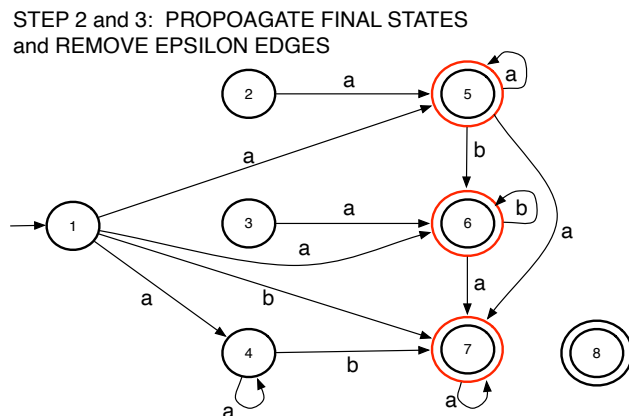 STEP 2 and 3: PROPOAGATE FINAL STATES
and REMOVE EPSILON EDGES
a
2
a
5
a
b
3
a
6
b
1
a
a
a
a
b
4
b
7
8
a
a